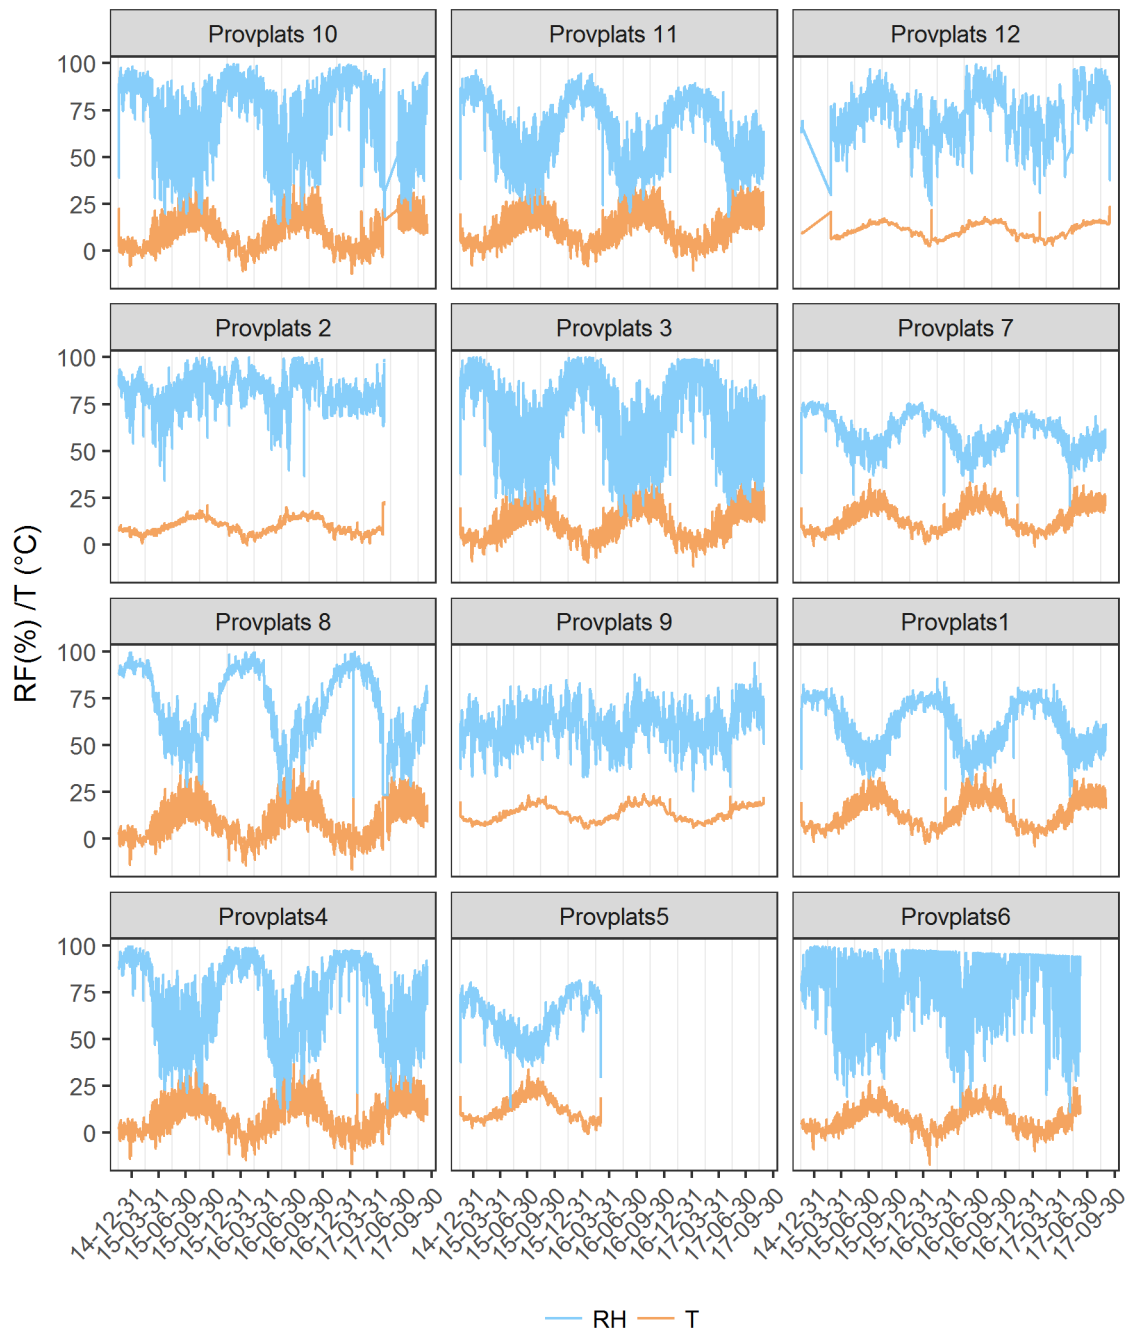 Provplats 10 Provplats 11 Provplats 12
100
75
50
25
0
Provplats 2 Provplats 3 Provplats 7
100
75
50
25
0
RF(%) /T (°C)
Provplats 8 Provplats 9 Provplats1
100
75
50
25
0
Provplats4 Provplats5 Provplats6
100
75
50
25
0
14-12-31 15-03-31 15-06-30 15-09-30 15-12-31 16-03-31 16-06-30 16-09-30 16-12-31 17-03-31 17-06-30 17-09-30
14-12-31 15-03-31 15-06-30 15-09-30 15-12-31 16-03-31 16-06-30 16-09-30 16-12-31 17-03-31 17-06-30 17-09-30
14-12-31 15-03-31 15-06-30 15-09-30 15-12-31 16-03-31 16-06-30 16-09-30 16-12-31 17-03-31 17-06-30 17-09-30
RH T